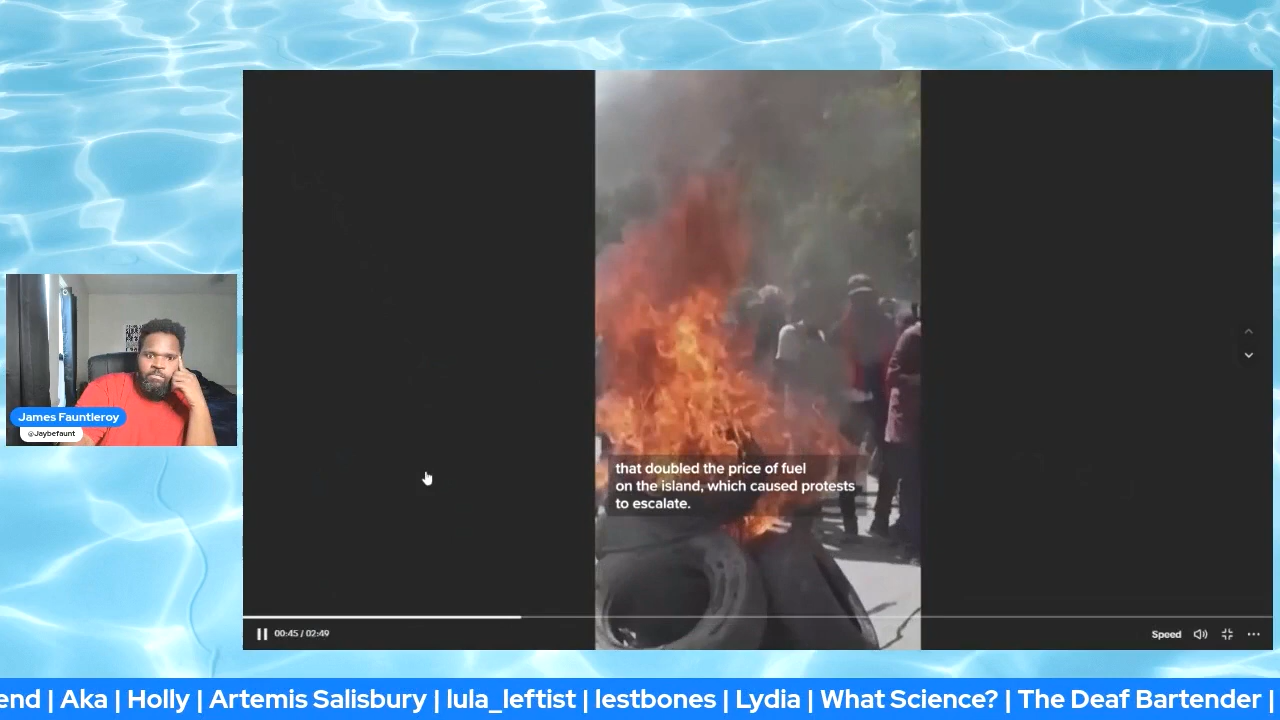 James Fauntleroy
@Jaybefaunt
that doubled the price of fuel
on the island, which caused protests
to escalate.
00:45 / 02:49
Speed
end | Aka | Holly | Artemis Salisbury | lula_leftist | lestbones | Lydia | What Science? | The Deaf Bartender |